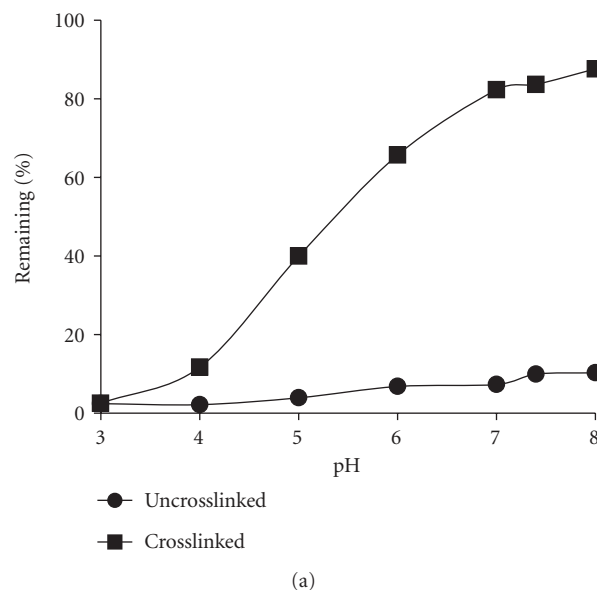 100
80
60
40
20
0
Remaining (%)
3 4 5 6 7 8
pH
Uncrosslinked
Crosslinked
(a)